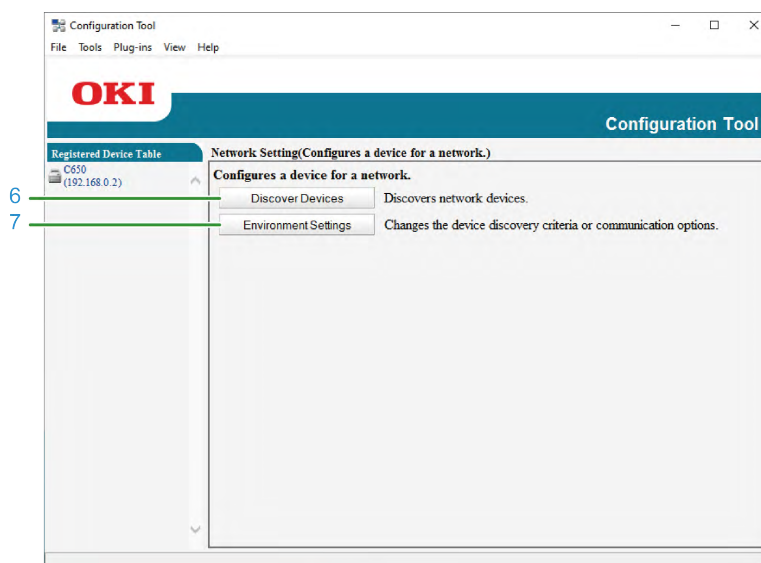 Configuration Tool
File Tools Plug-ins View Help
OKI
Configuration Tool
Registered Device Table
Network Setting(Configures a device for a network.)
C650
(192.168.0.2)
Configures a device for a network.
6
Discover Devices
Discovers network devices.
7
Environment Settings
Changes the device discovery criteria or communication options.